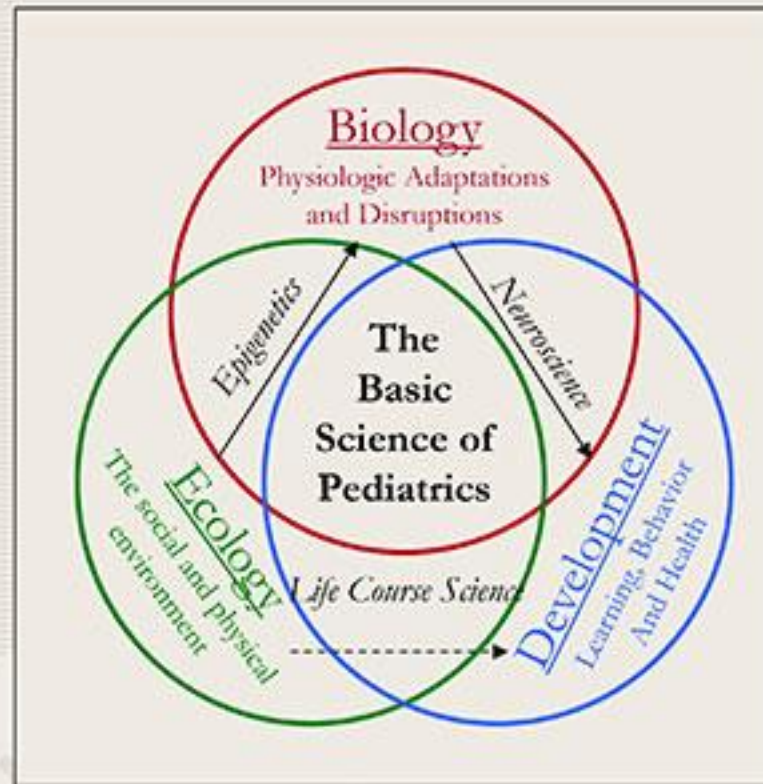 Biology
Physiologic Adaptations
and Disruptions
Epigenetics
Neuroscience
The
Basic
Science of
Pediatrics
Ecology
The social and physical
environment
Life Course Science
Development
Learning, Behavior
And Health